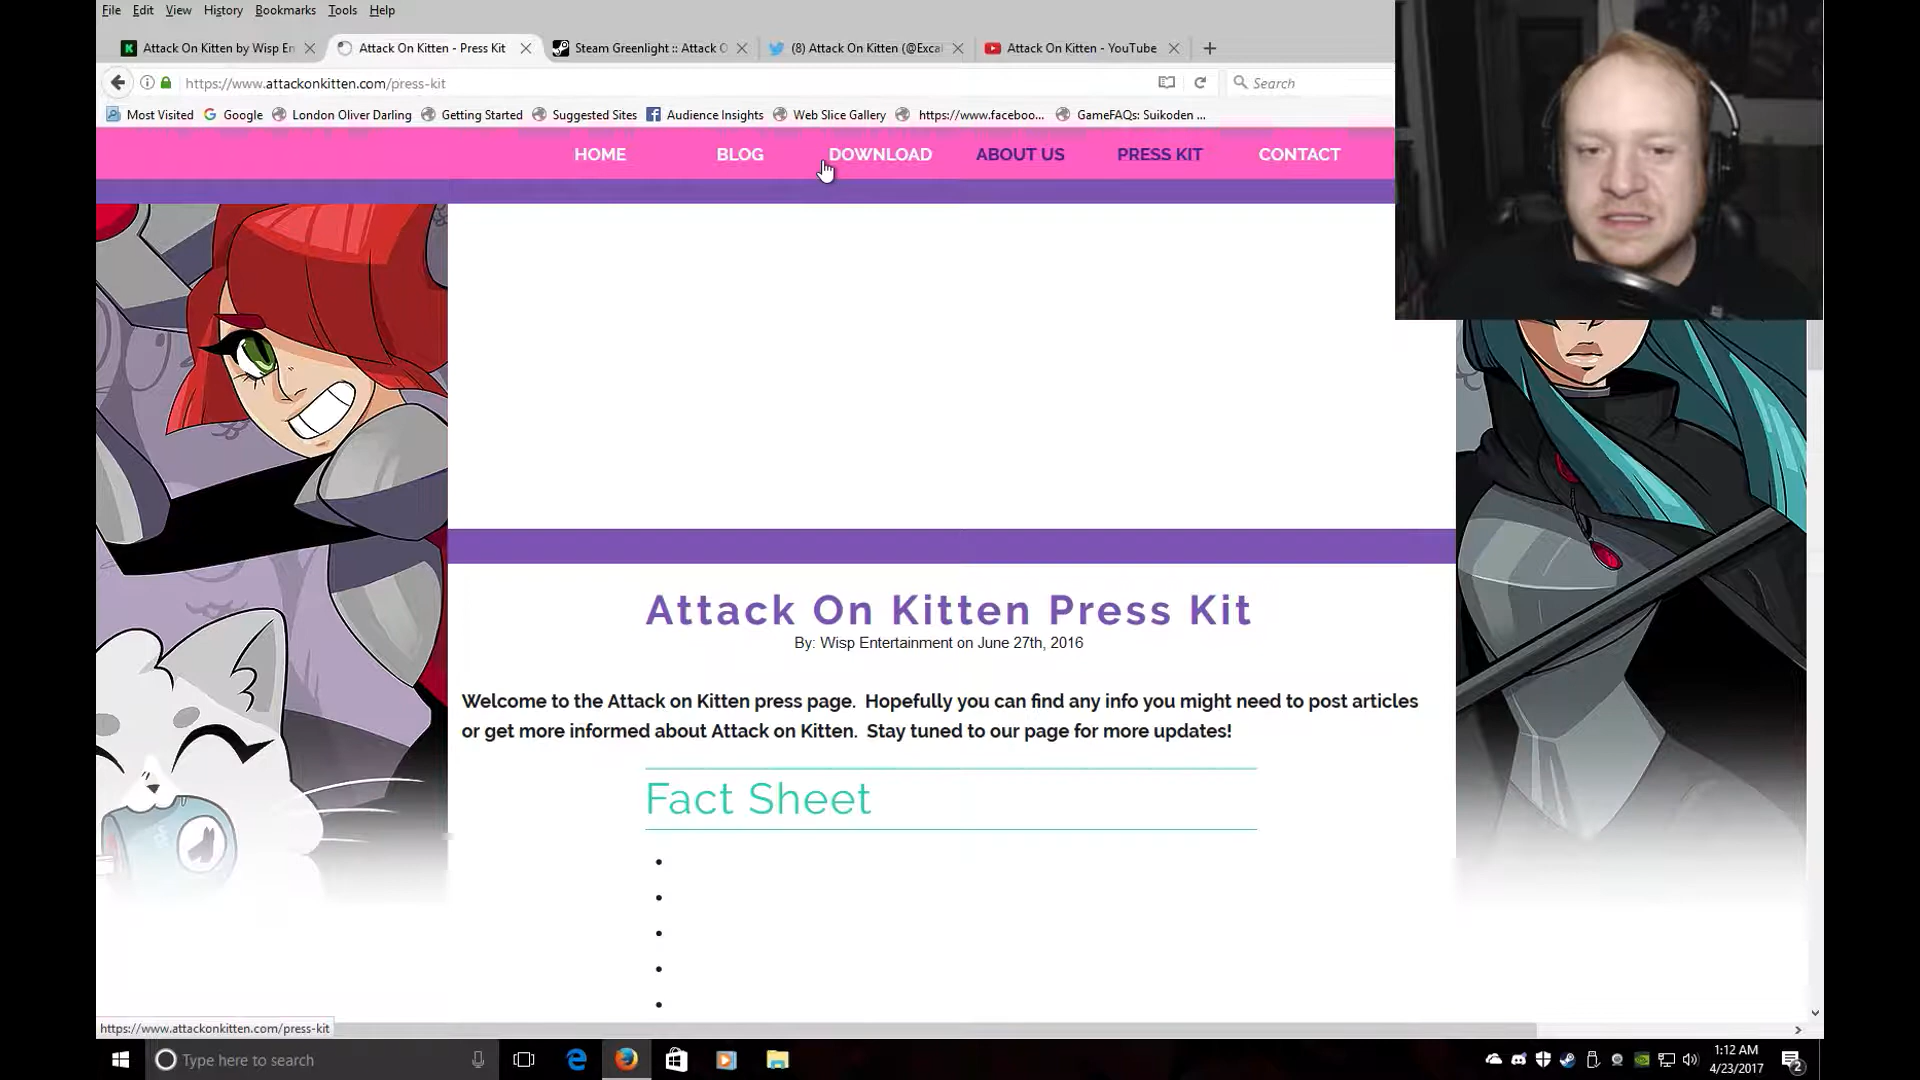 File Edit View History Bookmarks Tools Help
Attack On Kitten by Wisp En
Attack On Kitten - Press Kit
Steam Greenlight :: Attack O
(8) Attack On Kitten (@Excal
Attack On Kitten - YouTube
https://www.attackonkitten.com/press-kit
Search
Most Visited Google London Oliver Darling Getting Started Suggested Sites Audience Insights Web Slice Gallery https://www.faceboo... GameFAQs: Suikoden ...
HOME BLOG DOWNLOAD ABOUT US PRESS KIT CONTACT
Attack On Kitten Press Kit
By: Wisp Entertainment on June 27th, 2016
Welcome to the Attack on Kitten press page. Hopefully you can find any info you might need to post articles
or get more informed about Attack on Kitten. Stay tuned to our page for more updates!
Fact Sheet
https://www.attackonkitten.com/press-kit
Type here to search
1:12 AM
4/23/2017
2